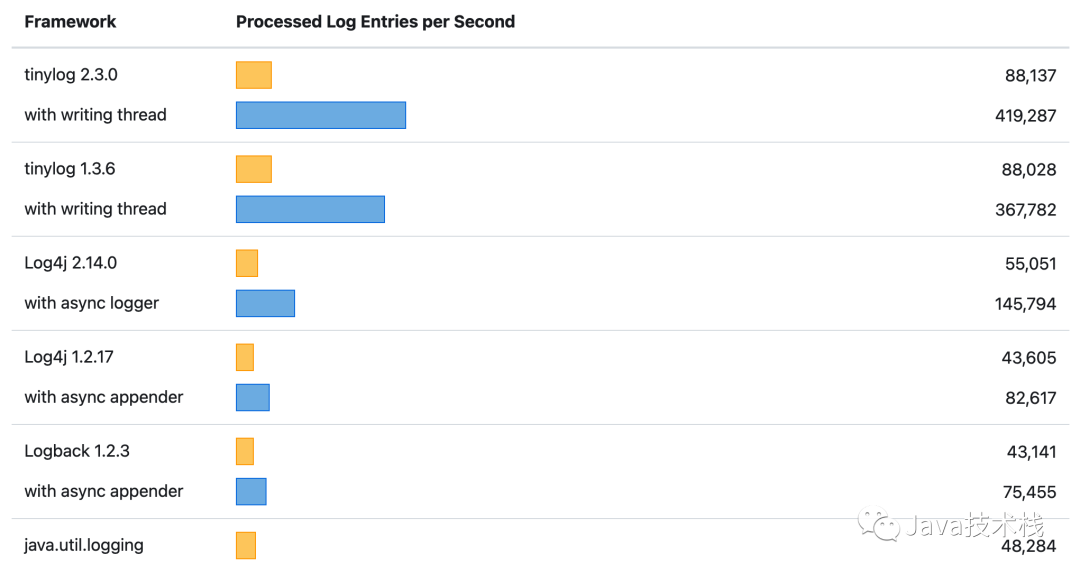 Framework Processed Log Entries per Second
tinylog 2.3.0 88,137
with writing thread 419,287
tinylog 1.3.6 88,028
with writing thread 367,782
Log4j 2.14.0 55,051
with async logger 145,794
Log4j 1.2.17 43,605
with async appender 82,617
Logback 1.2.3 43,141
with async appender 75,455
Java技术栈
java.util.logging 48,284